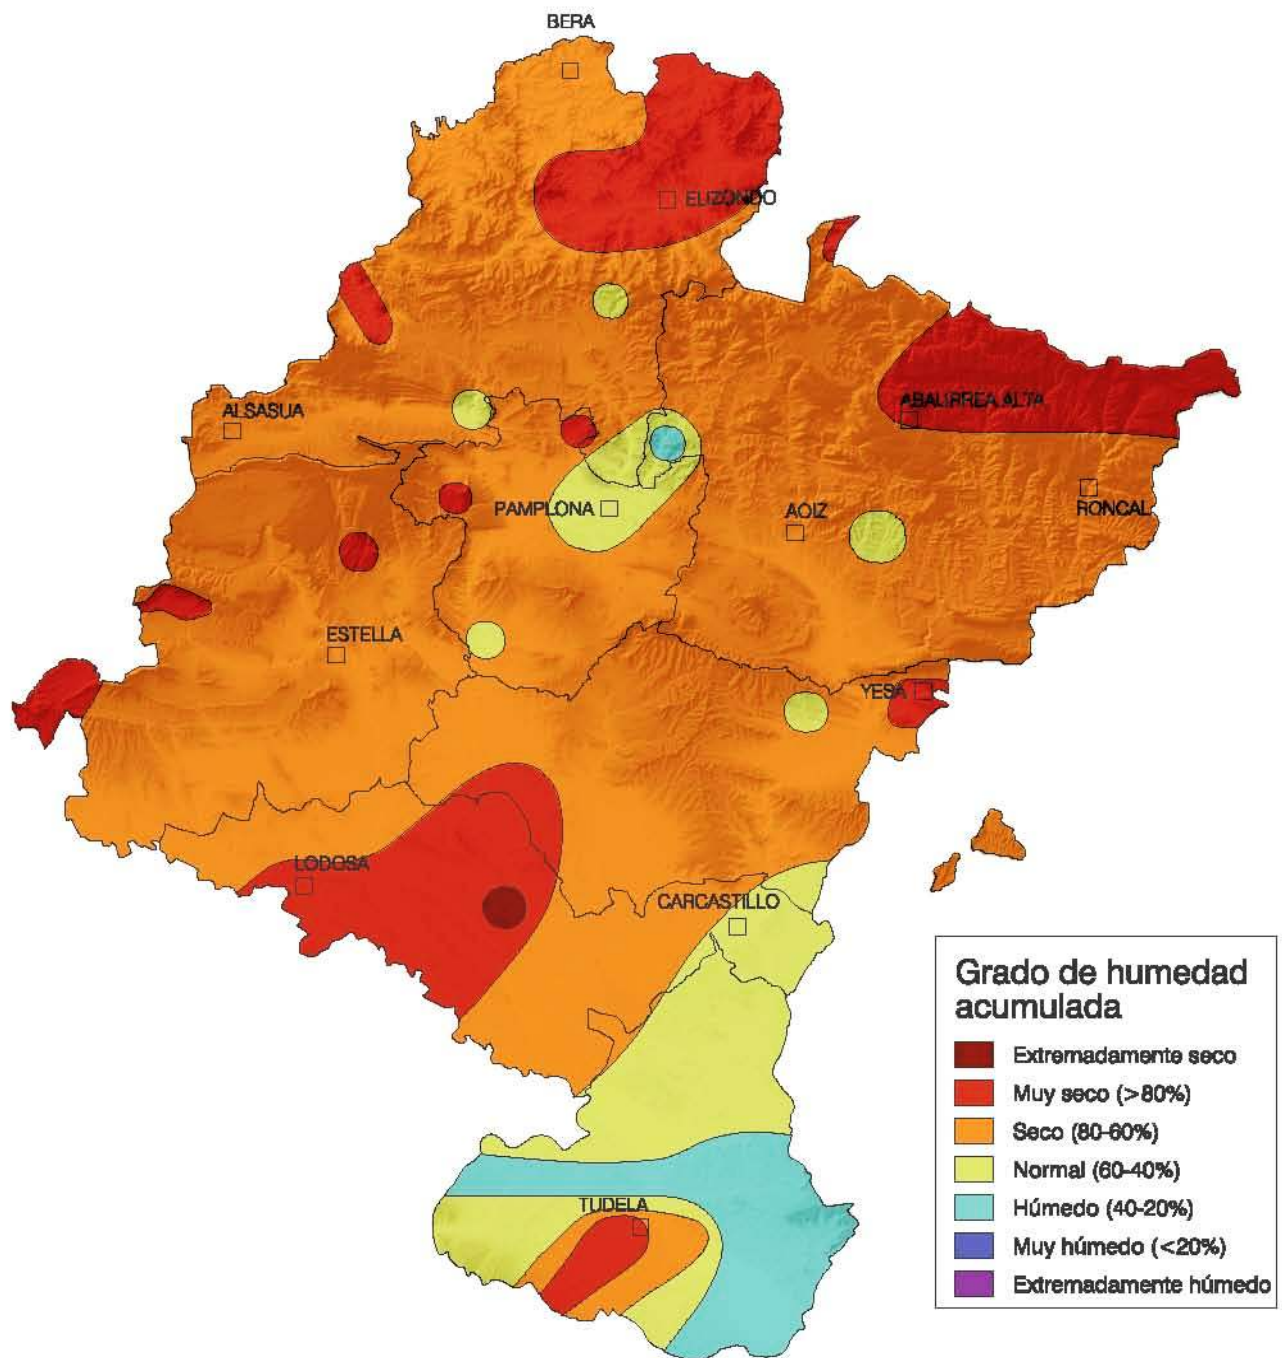 BERA
ELIZONDO
ALSASUA
ABAURREA ALTA
PAMPLONA
AOIZ
RONCAL
ESTELLA
YESA
LODOSA
CARCASTILLO
TUDELA
Grado de humedad
acumulada
Extremadamente seco
Muy seco (>80%)
Seco (80-60%)
Normal (60-40%)
Húmedo (40-20%)
Muy húmedo (<20%)
Extremadamente húmedo